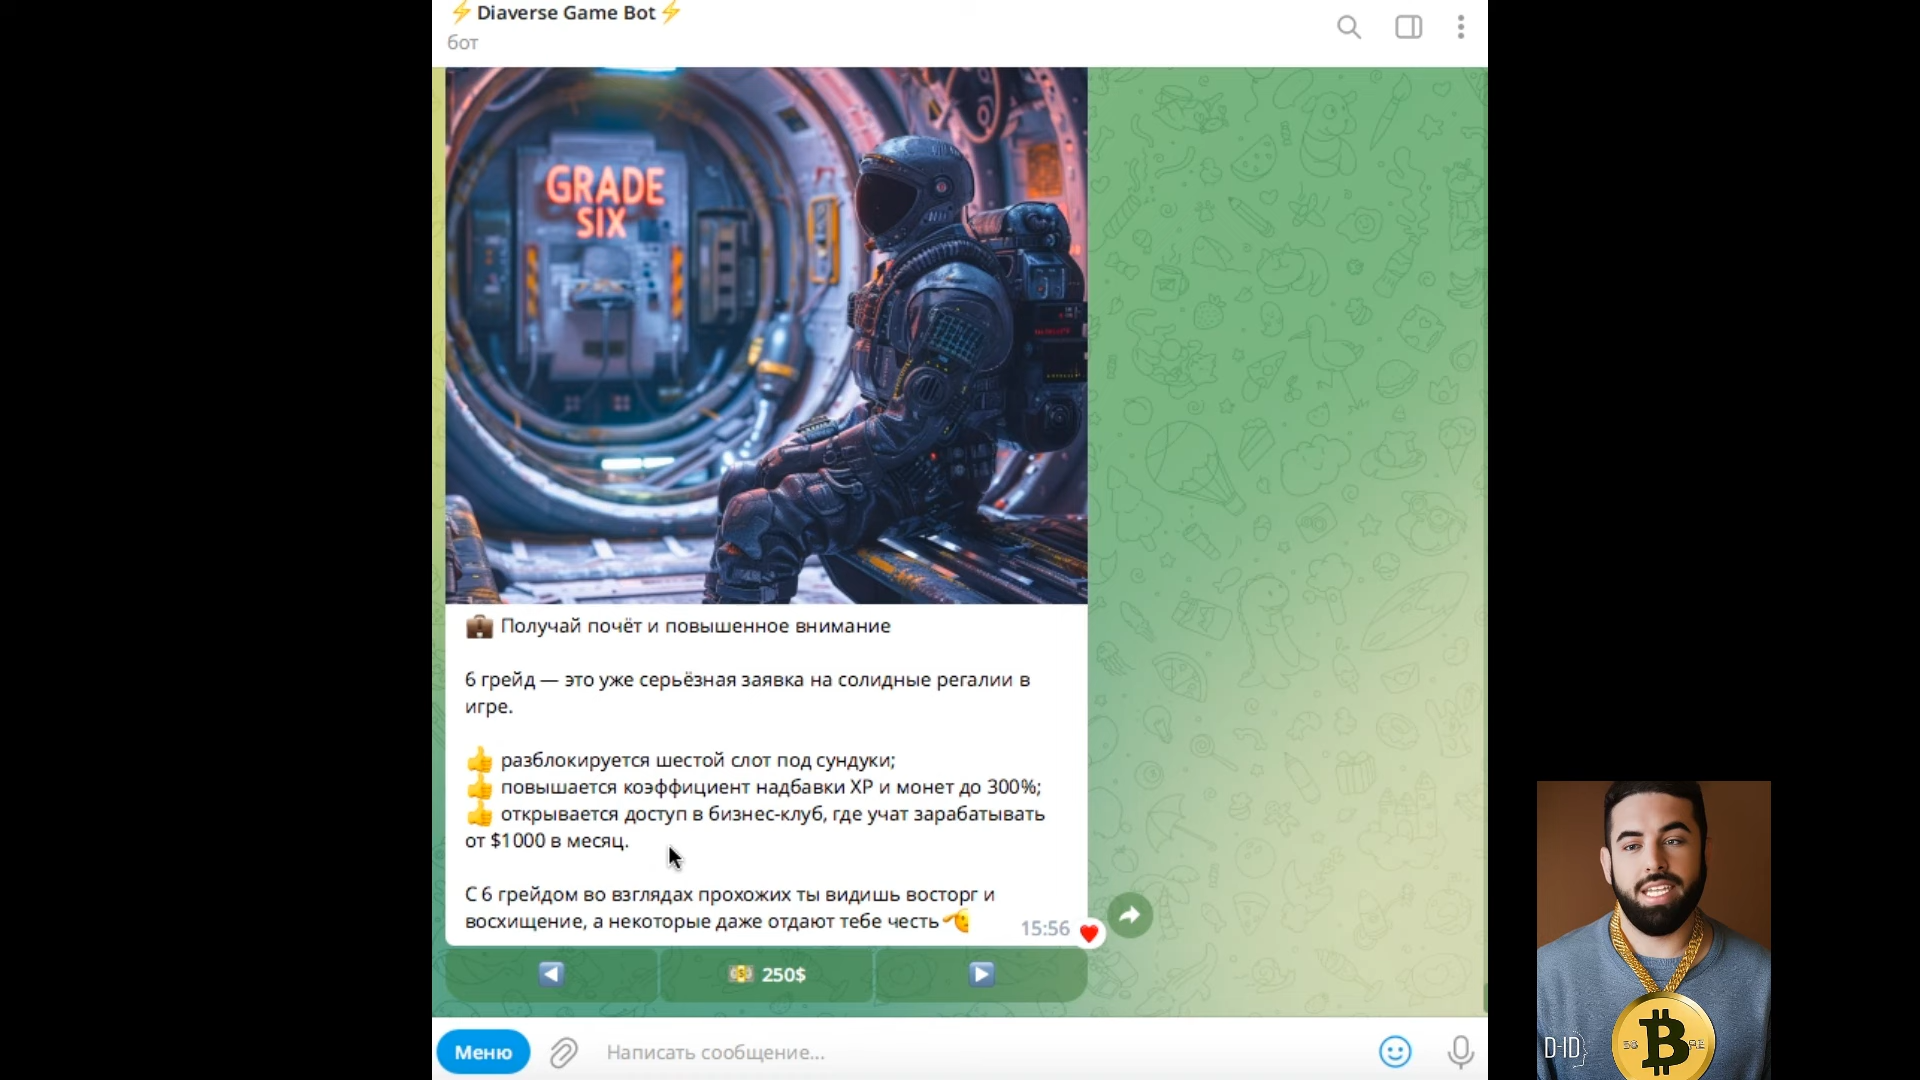 ⚡ Diaverse Game Bot ⚡
бот
GRADE
SIX
💼 Получай почёт и повышенное внимание
6 грейд — это уже серьёзная заявка на солидные регалии в
игре.
👍 разблокируется шестой слот под сундуки;
👍 повышается коэффициент надбавки XP и монет до 300%;
👍 открывается доступ в бизнес-клуб, где учат зарабатывать
от $1000 в месяц.
С 6 грейдом во взглядах прохожих ты видишь восторг и
восхищение, а некоторые даже отдают тебе честь🫡
15:56
250$
Меню
Написать сообщение...
D-ID